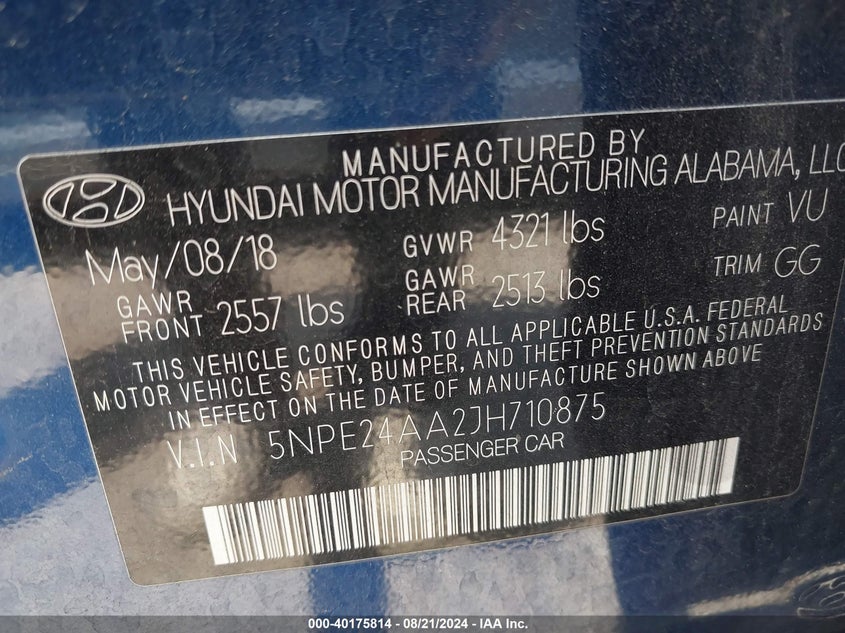 MANUFACTURED BY
HYUNDAI MOTOR MANUFACTURING ALABAMA, LLC
May/08/18 GVWR 4321 lbs PAINT VU
GAWR FRONT 2557 lbs GAWR REAR 2513 lbs TRIM GG
THIS VEHICLE CONFORMS TO ALL APPLICABLE U.S.A. FEDERAL
MOTOR VEHICLE SAFETY, BUMPER, AND THEFT PREVENTION STANDARDS
IN EFFECT ON THE DATE OF MANUFACTURE SHOWN ABOVE
V.I.N 5NPE24AA2JH710875
PASSENGER CAR
000-40175814 - 08/21/2024 - IAA Inc.